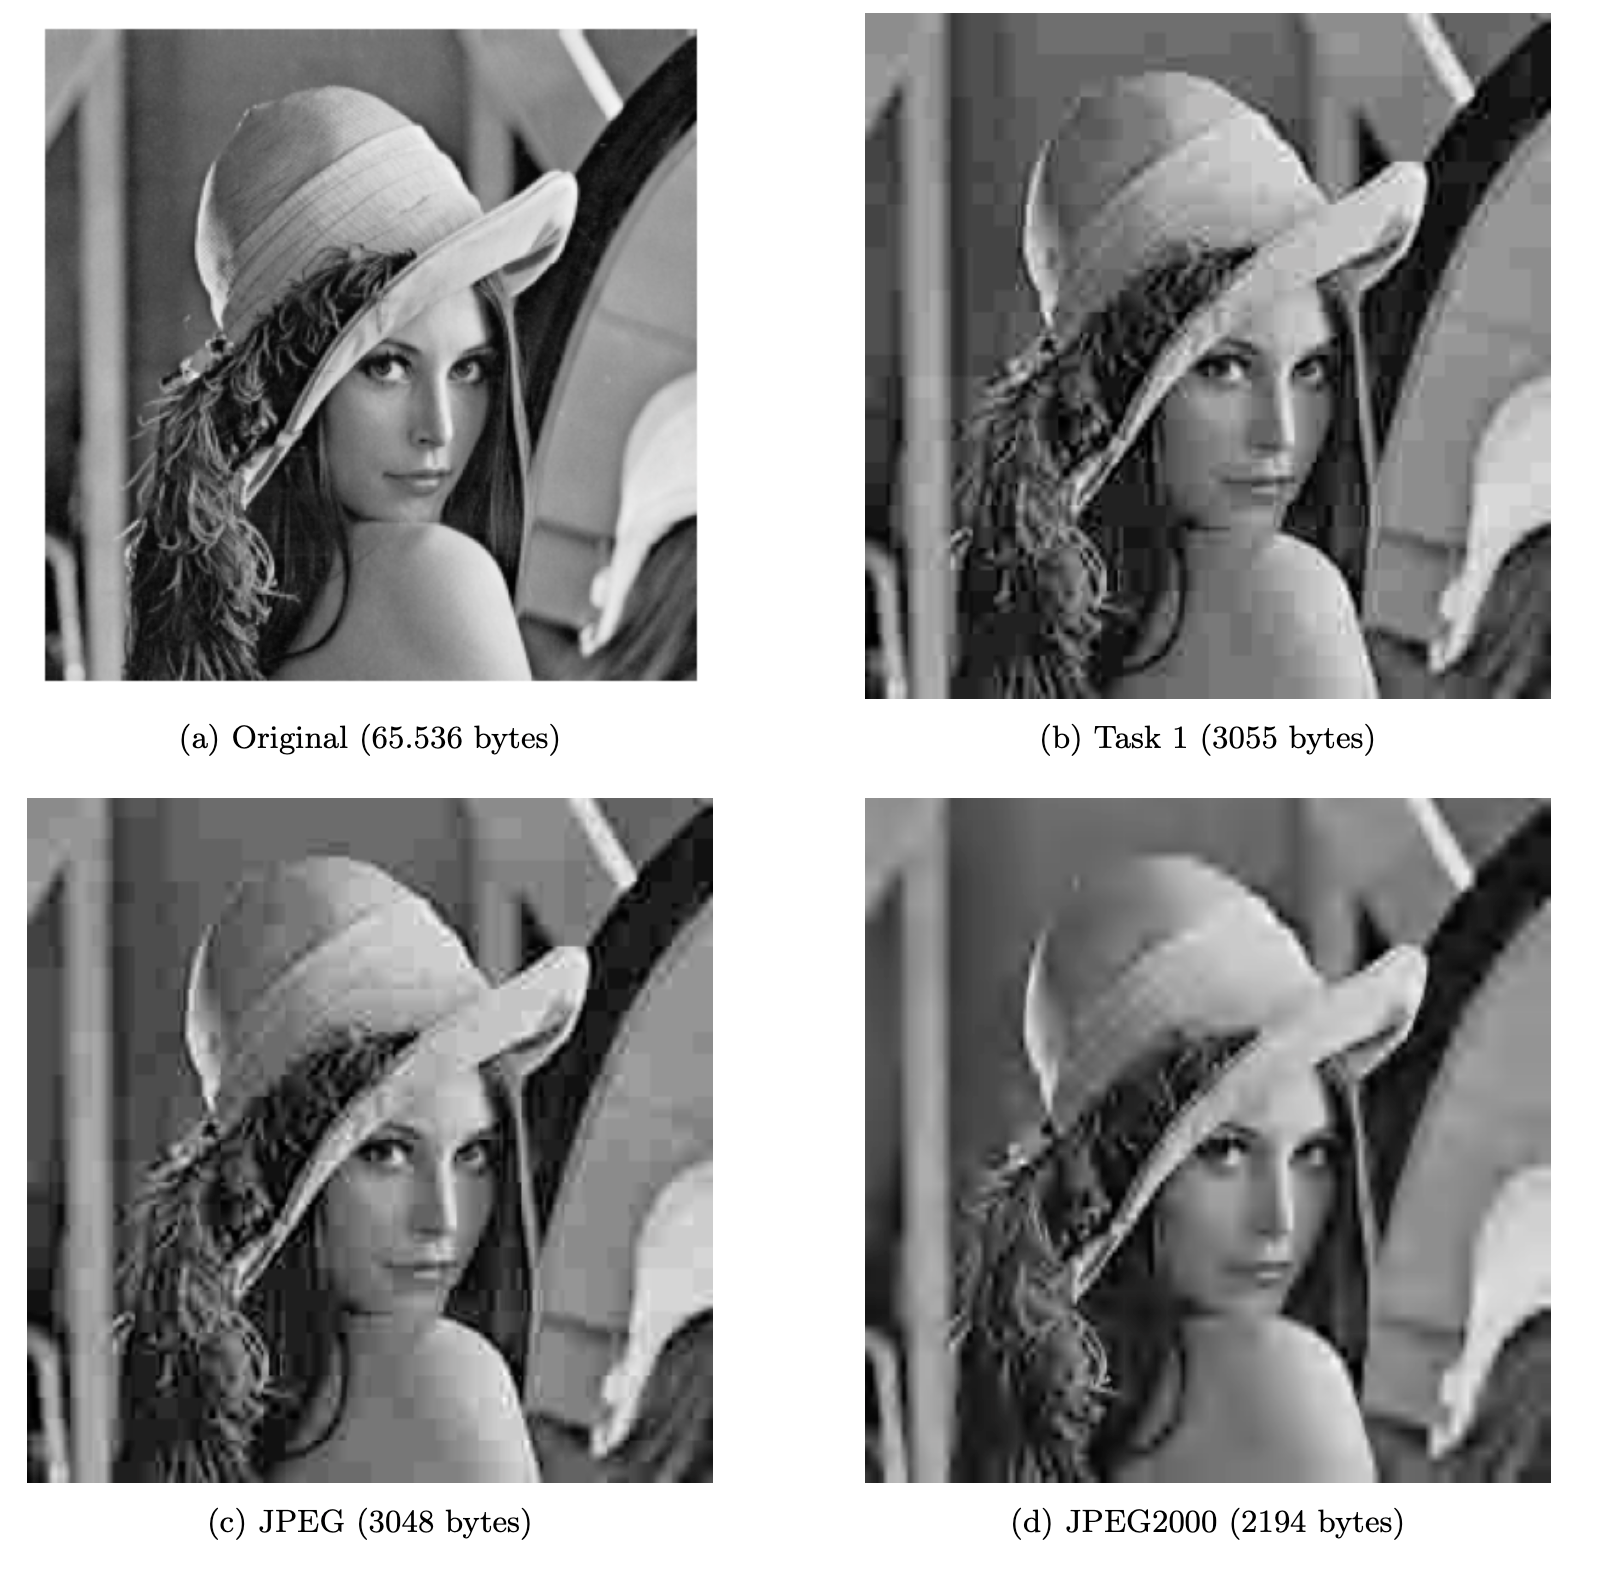 (a) Original (65.536 bytes)
(b) Task 1 (3055 bytes)
(c) JPEG (3048 bytes)
(d) JPEG2000 (2194 bytes)